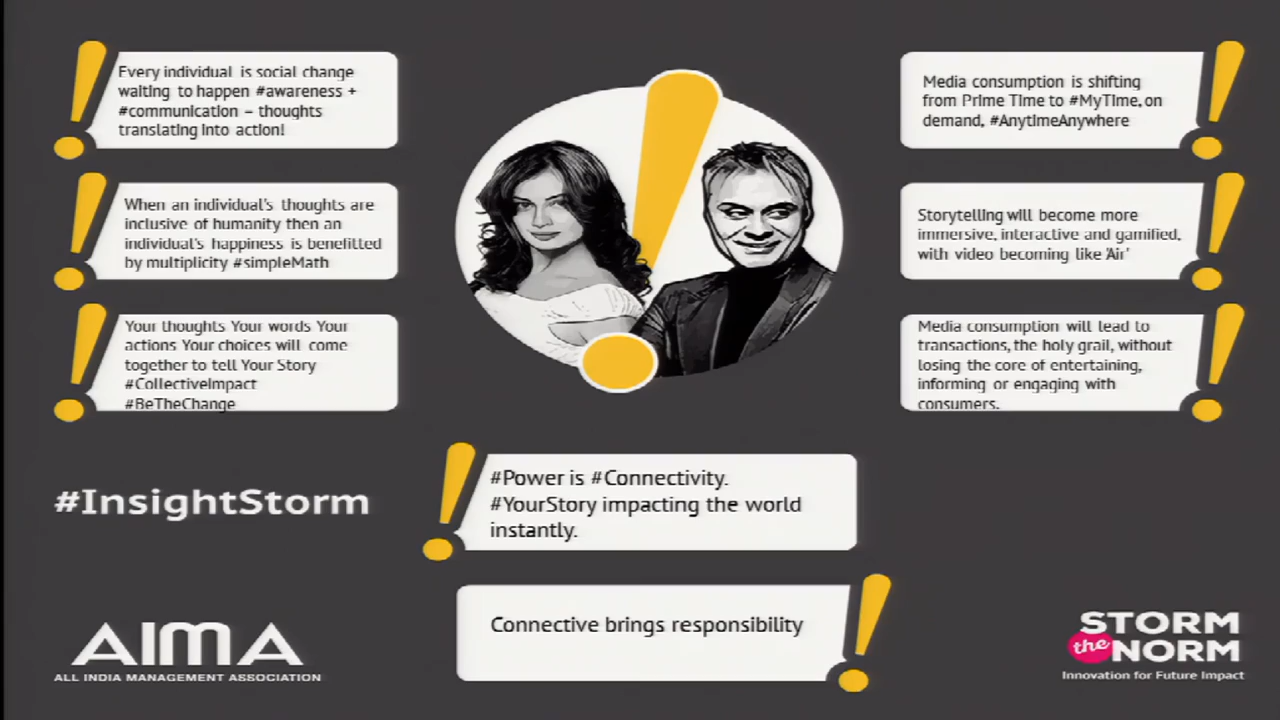 Every individual is social change
waiting to happen #awareness +
#communication – thoughts
translating into action!
When an individual's thoughts are
inclusive of humanity then an
individual's happiness is benefitted
by multiplicity #simpleMath
Your thoughts Your words Your
actions Your choices will come
together to tell Your Story
#CollectiveImpact
#BeTheChange
Media consumption is shifting
from Prime Time to #MyTime, on
demand, #AnytimeAnywhere
Storytelling will become more
immersive, interactive and gamified,
with video becoming like 'Air'
Media consumption will lead to
transactions, the holy grail, without
losing the core of entertaining,
informing or engaging with
consumers.
#InsightStorm
#Power is #Connectivity.
#YourStory impacting the world
instantly.
Connective brings responsibility
AIMA
ALL INDIA MANAGEMENT ASSOCIATION
STORM
the NORM
Innovation for Future Impact